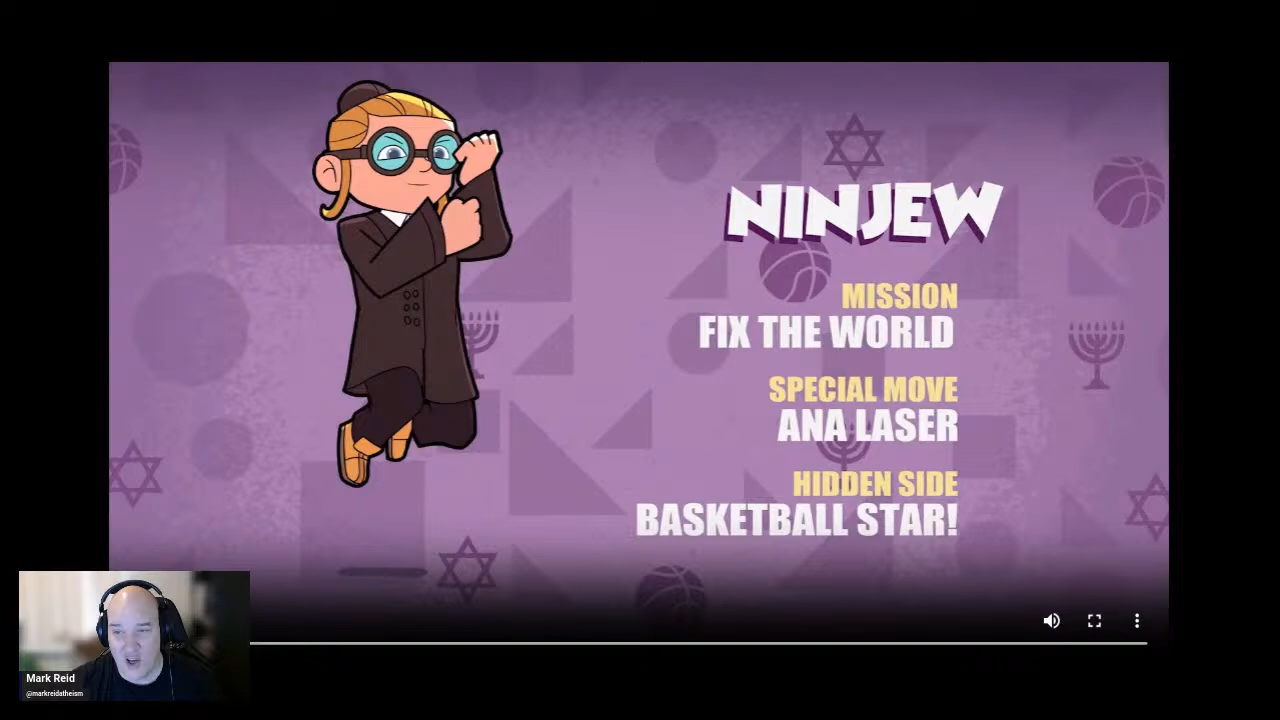 NINJEW
MISSION
FIX THE WORLD
SPECIAL MOVE
ANA LASER
HIDDEN SIDE
BASKETBALL STAR!
Mark Reid
@markreidatheism